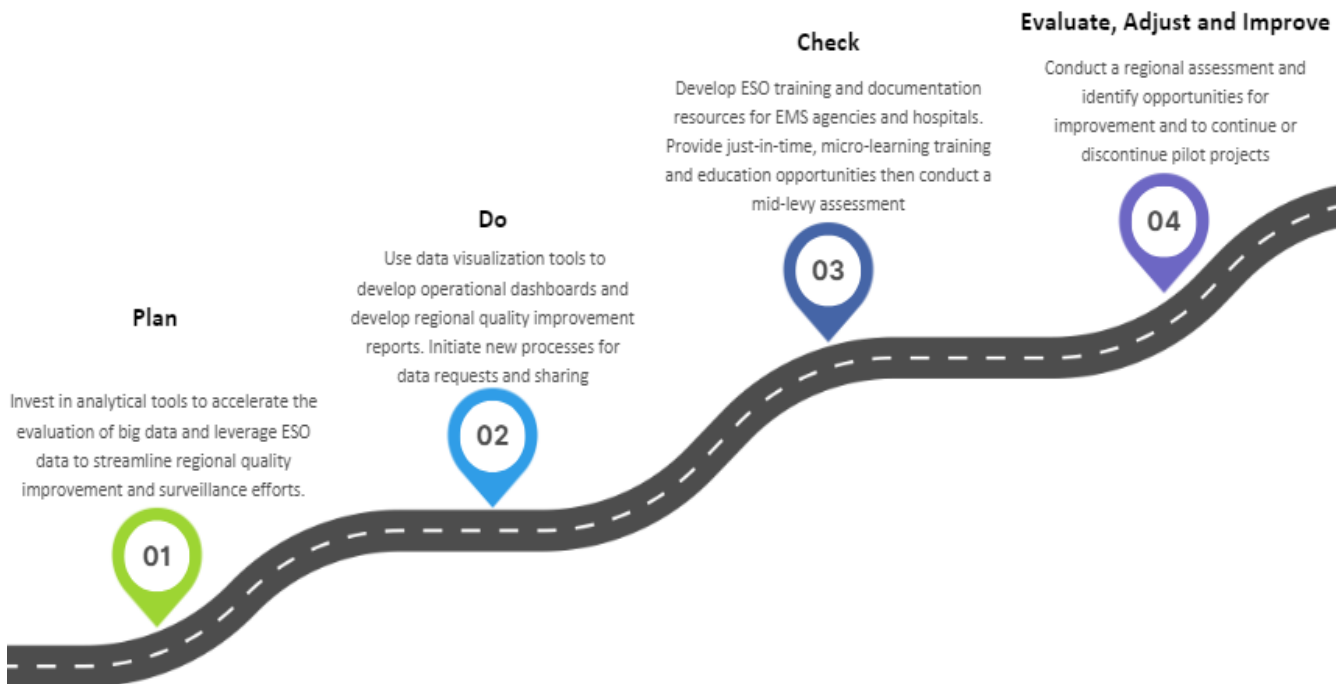 Plan
Invest in analytical tools to accelerate the
evaluation of big data and leverage ESO
data to streamline regional quality
improvement and surveillance efforts.
01
Do
Use data visualization tools to
develop operational dashboards and
develop regional quality improvement
reports. Initiate new processes for
data requests and sharing
02
Check
Develop ESO training and documentation
resources for EMS agencies and hospitals.
Provide just-in-time, micro-learning training
and education opportunities then conduct a
mid-levy assessment
03
Evaluate, Adjust and Improve
Conduct a regional assessment and
identify opportunities for
improvement and to continue or
discontinue pilot projects
04